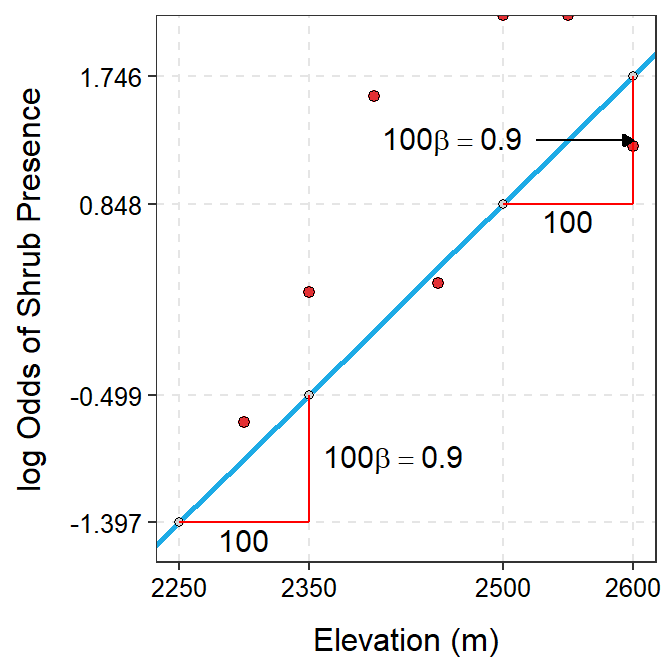 log Odds of Shrub Presence
1.746
0.848
-0.499
-1.397
100β = 0.9
100
100β = 0.9
100
2250
2350
2500
2600
Elevation (m)